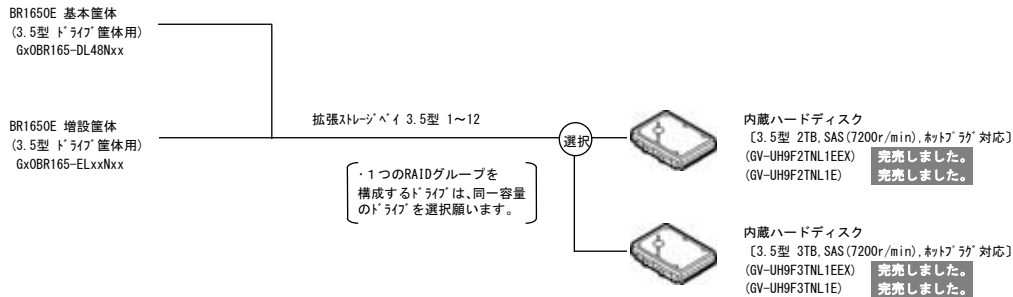 BR1650E 基本筐体
(3.5型 ﾄﾞﾗｲﾌﾞ筐体用)
GxOBR165-DL48Nxx
BR1650E 増設筐体
(3.5型 ﾄﾞﾗｲﾌﾞ筐体用)
GxOBR165-ELxxNxx
拡張ｽﾄﾚｰｼﾞﾍﾞｲ 3.5型 1～12
・１つのRAIDグループを
構成するﾄﾞﾗｲﾌﾞは、同一容量
のﾄﾞﾗｲﾌﾞを選択願います。
選択
内蔵ハードディスク
〔3.5型 2TB,SAS(7200r/min),ﾎｯﾄﾌﾟﾗｸﾞ対応〕
(GV-UH9F2TNL1EEX) 完売しました。
(GV-UH9F2TNL1E) 完売しました。
内蔵ハードディスク
〔3.5型 3TB,SAS(7200r/min),ﾎｯﾄﾌﾟﾗｸﾞ対応〕
(GV-UH9F3TNL1EEX) 完売しました。
(GV-UH9F3TNL1E) 完売しました。